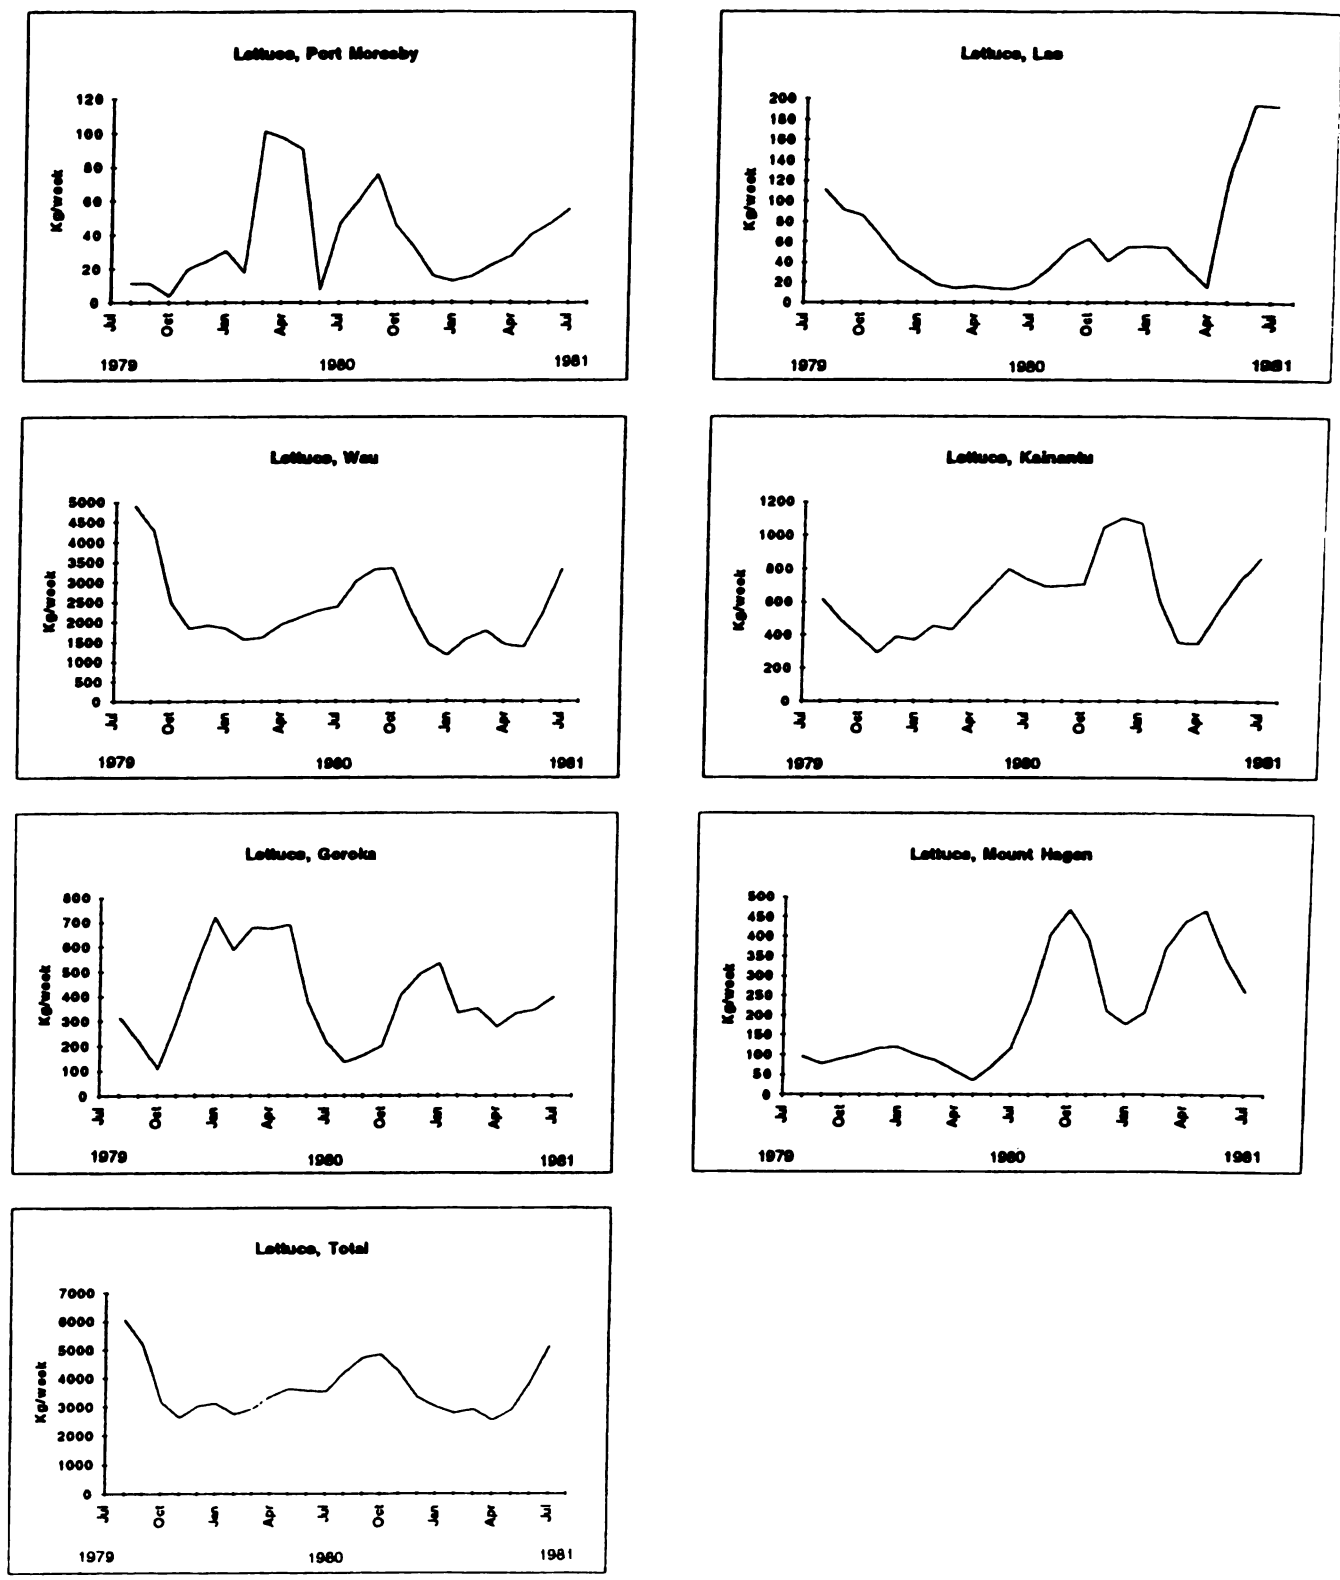 Lettuce, Port Moresby
120
100
80
60
40
20
0
Kg/week
Jul
Oct
Jan
Apr
Jul
Oct
Jan
Apr
Jul
1979
1980
1981
Lettuce, Lae
200
180
160
140
120
100
80
60
40
20
0
Kg/week
Jul
Oct
Jan
Apr
Jul
Oct
Jan
Apr
Jul
1979
1980
1981
Lettuce, Wau
5000
4500
4000
3500
3000
2500
2000
1500
1000
500
0
Kg/week
Jul
Oct
Jan
Apr
Jul
Oct
Jan
Apr
Jul
1979
1980
1981
Lettuce, Kainantu
1200
1000
800
600
400
200
0
Kg/week
Jul
Oct
Jan
Apr
Jul
Oct
Jan
Apr
Jul
1979
1980
1981
Lettuce, Goroka
800
700
600
500
400
300
200
100
0
Kg/week
Jul
Oct
Jan
Apr
Jul
Oct
Jan
Apr
Jul
1979
1980
1981
Lettuce, Mount Hagen
500
450
400
350
300
250
200
150
100
50
0
Kg/week
Jul
Oct
Jan
Apr
Jul
Oct
Jan
Apr
Jul
1979
1980
1981
Lettuce, Total
7000
6000
5000
4000
3000
2000
1000
0
Kg/week
Jul
Oct
Jan
Apr
Jul
Oct
Jan
Apr
Jul
1979
1980
1981